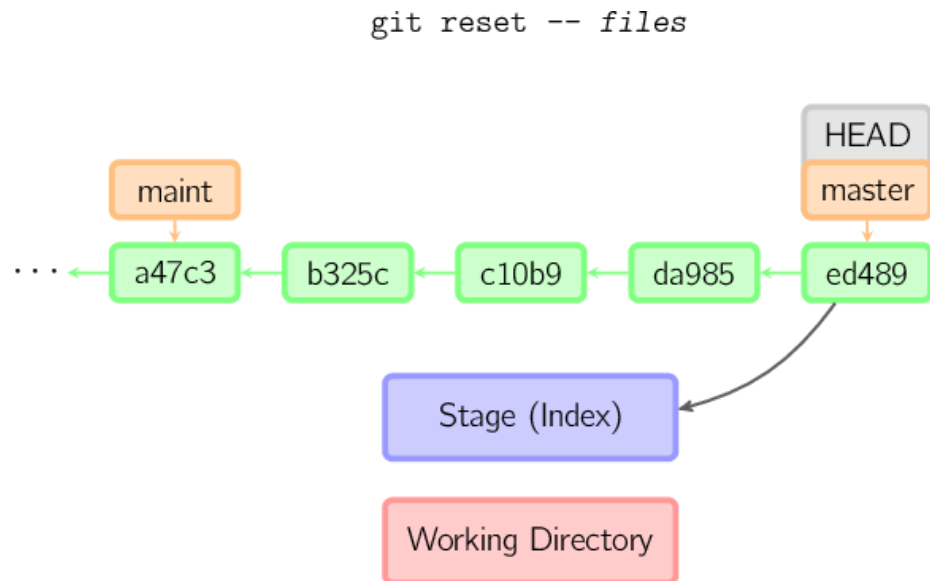 git reset -- files
HEAD
maint
master
... a47c3 b325c c10b9 da985 ed489
Stage (Index)
Working Directory